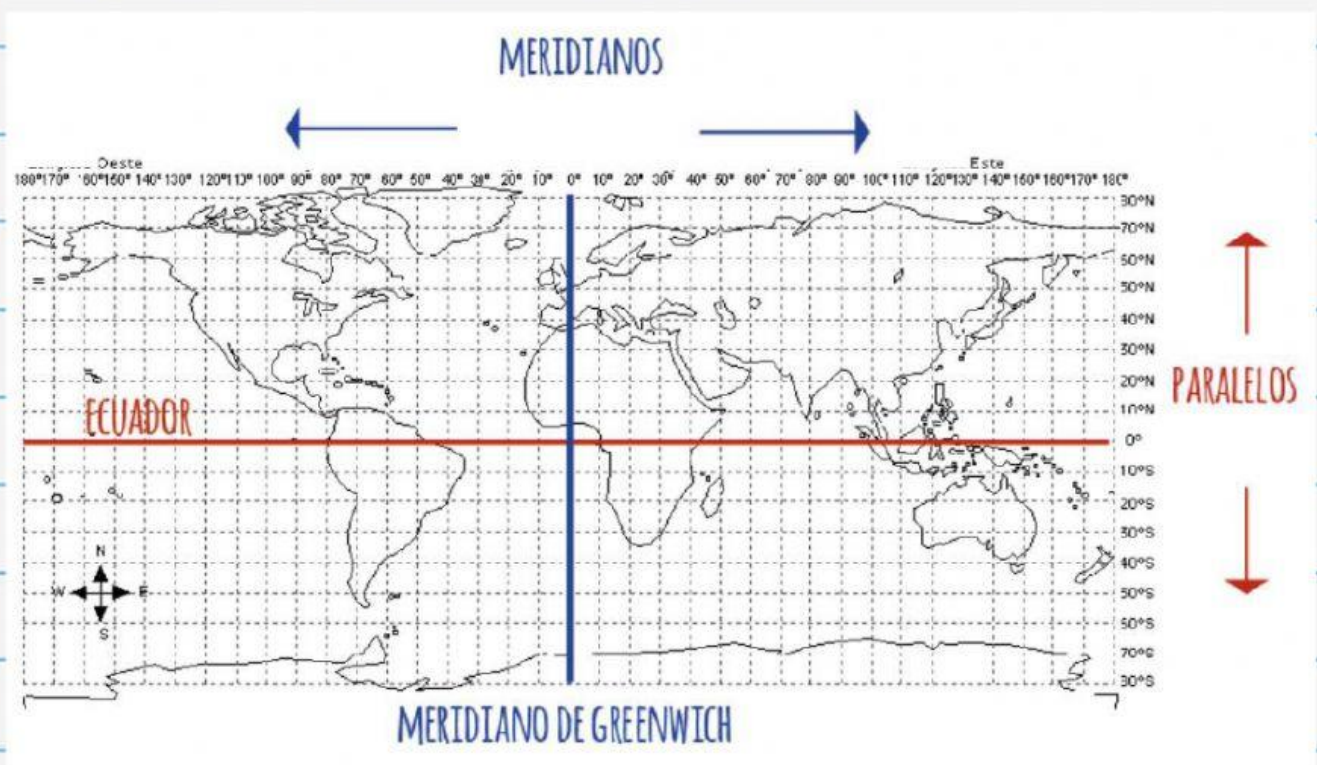 MERIDIANOS
Oeste Este
180° 170° 60° 150° 140° 130° 120° 110° 100° 90° 80° 70° 60° 50° 40° 30° 20° 10° 0° 10° 20° 30° 40° 50° 60° 70° 80° 90° 100° 110° 120° 130° 140° 150° 160° 170° 180°
80°N
70°N
60°N
50°N
40°N
30°N
20°N
PARALELOS
10°N
ECUADOR
0°
10°S
20°S
30°S
N
40°S
W E
50°S
S
60°S
70°S
80°S
MERIDIANO DE GREENWICH